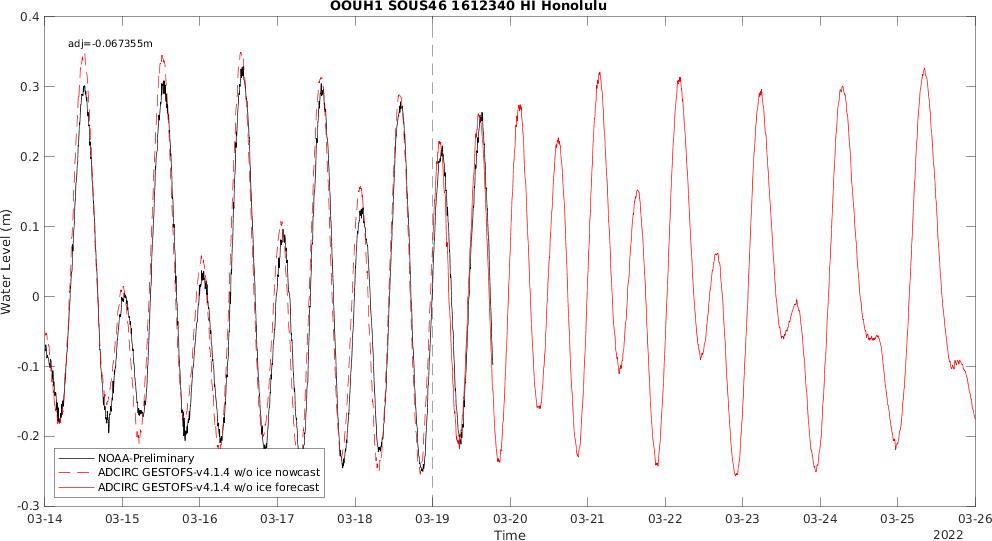 OOUH1 SOUS46 1612340 HI Honolulu
adj=-0.067355m
0.4
0.3
0.2
0.1
0
-0.1
-0.2
-0.3
Water Level (m)
NOAA-Preliminary
ADCIRC GESTOFS-v4.1.4 w/o ice nowcast
ADCIRC GESTOFS-v4.1.4 w/o ice forecast
03-14 03-15 03-16 03-17 03-18 03-19 03-20 03-21 03-22 03-23 03-24 03-25 03-26
Time
2022